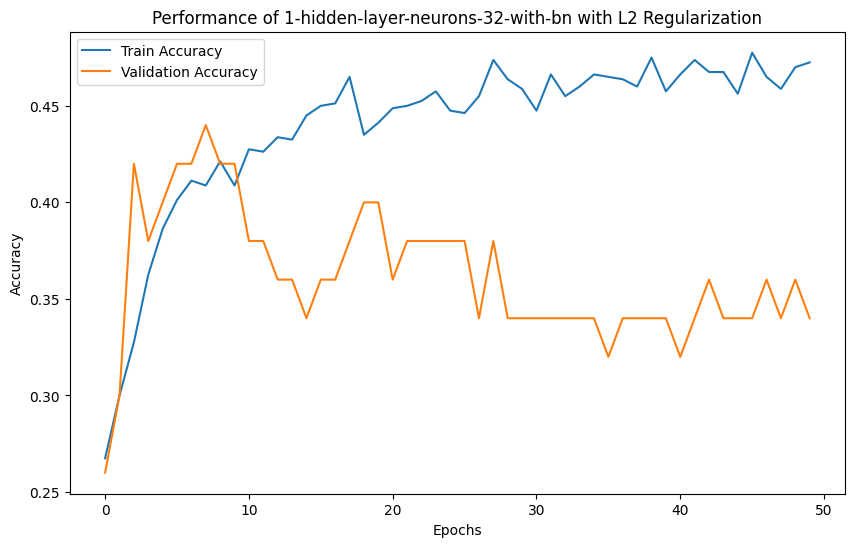 Performance of 1-hidden-layer-neurons-32-with-bn with L2 Regularization
Train Accuracy
Validation Accuracy
Accuracy
0.45
0.40
0.35
0.30
0.25
0 10 20 30 40 50
Epochs